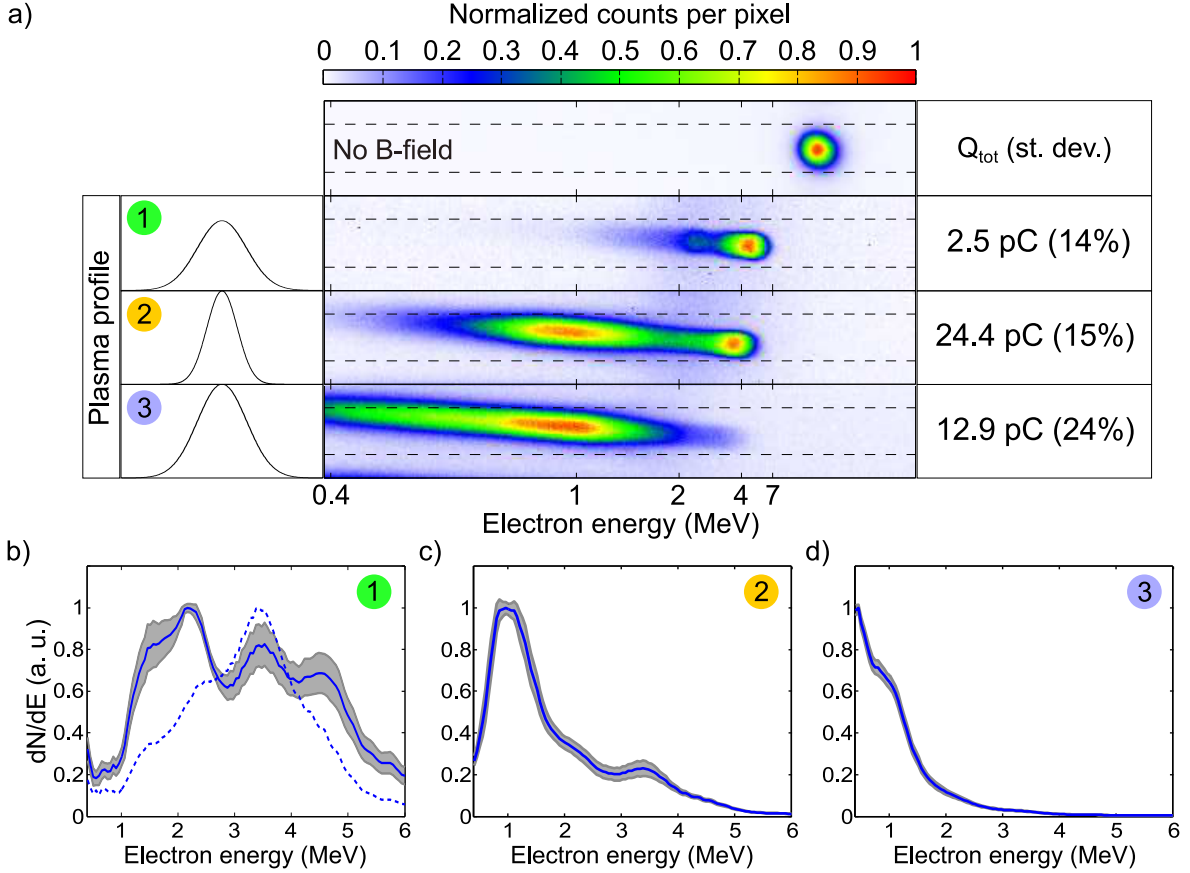 a)
Normalized counts per pixel
0 0.1 0.2 0.3 0.4 0.5 0.6 0.7 0.8 0.9 1
No B-field
Q_tot (st. dev.)
Plasma profile
1
2.5 pC (14%)
2
24.4 pC (15%)
3
12.9 pC (24%)
0.4 1 2 4 7
Electron energy (MeV)
b)
1
dN/dE (a. u.)
1
0.8
0.6
0.4
0.2
0
1 2 3 4 5 6
Electron energy (MeV)
c)
2
1
0.8
0.6
0.4
0.2
0
1 2 3 4 5 6
Electron energy (MeV)
d)
3
1
0.8
0.6
0.4
0.2
0
1 2 3 4 5 6
Electron energy (MeV)